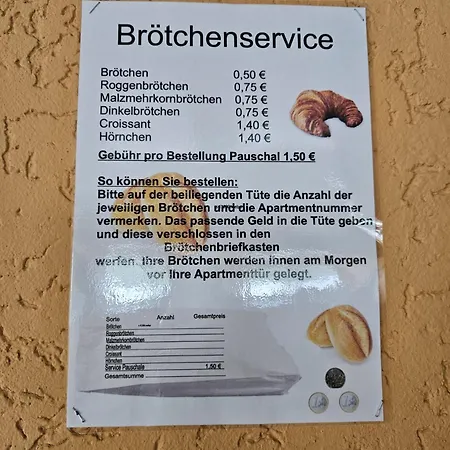 Brötchenservice
Brötchen 0,50 €
Roggenbrötchen 0,75 €
Malzmehrkornbrötchen 0,75 €
Dinkelbrötchen 0,75 €
Croissant 1,40 €
Hörnchen 1,40 €
Gebühr pro Bestellung Pauschal 1,50 €
So können Sie bestellen:
Bitte auf der beiliegenden Tüte die Anzahl der
jeweiligen Brötchen und die Apartmentnummer
vermerken. Das passende Geld in die Tüte geben
und diese verschlossen in den
Brötchenbriefkasten
werfen. Ihre Brötchen werden Ihnen am Morgen
vor Ihre Apartmenttür gelegt.
Sorte Anzahl Gesamtpreis
Brötchen
Roggenbrötchen
Malzmehrkornbrötchen
Dinkelbrötchen
Croissant
Hörnchen
Service Pauschale 1,50 €
Gesamtsumme